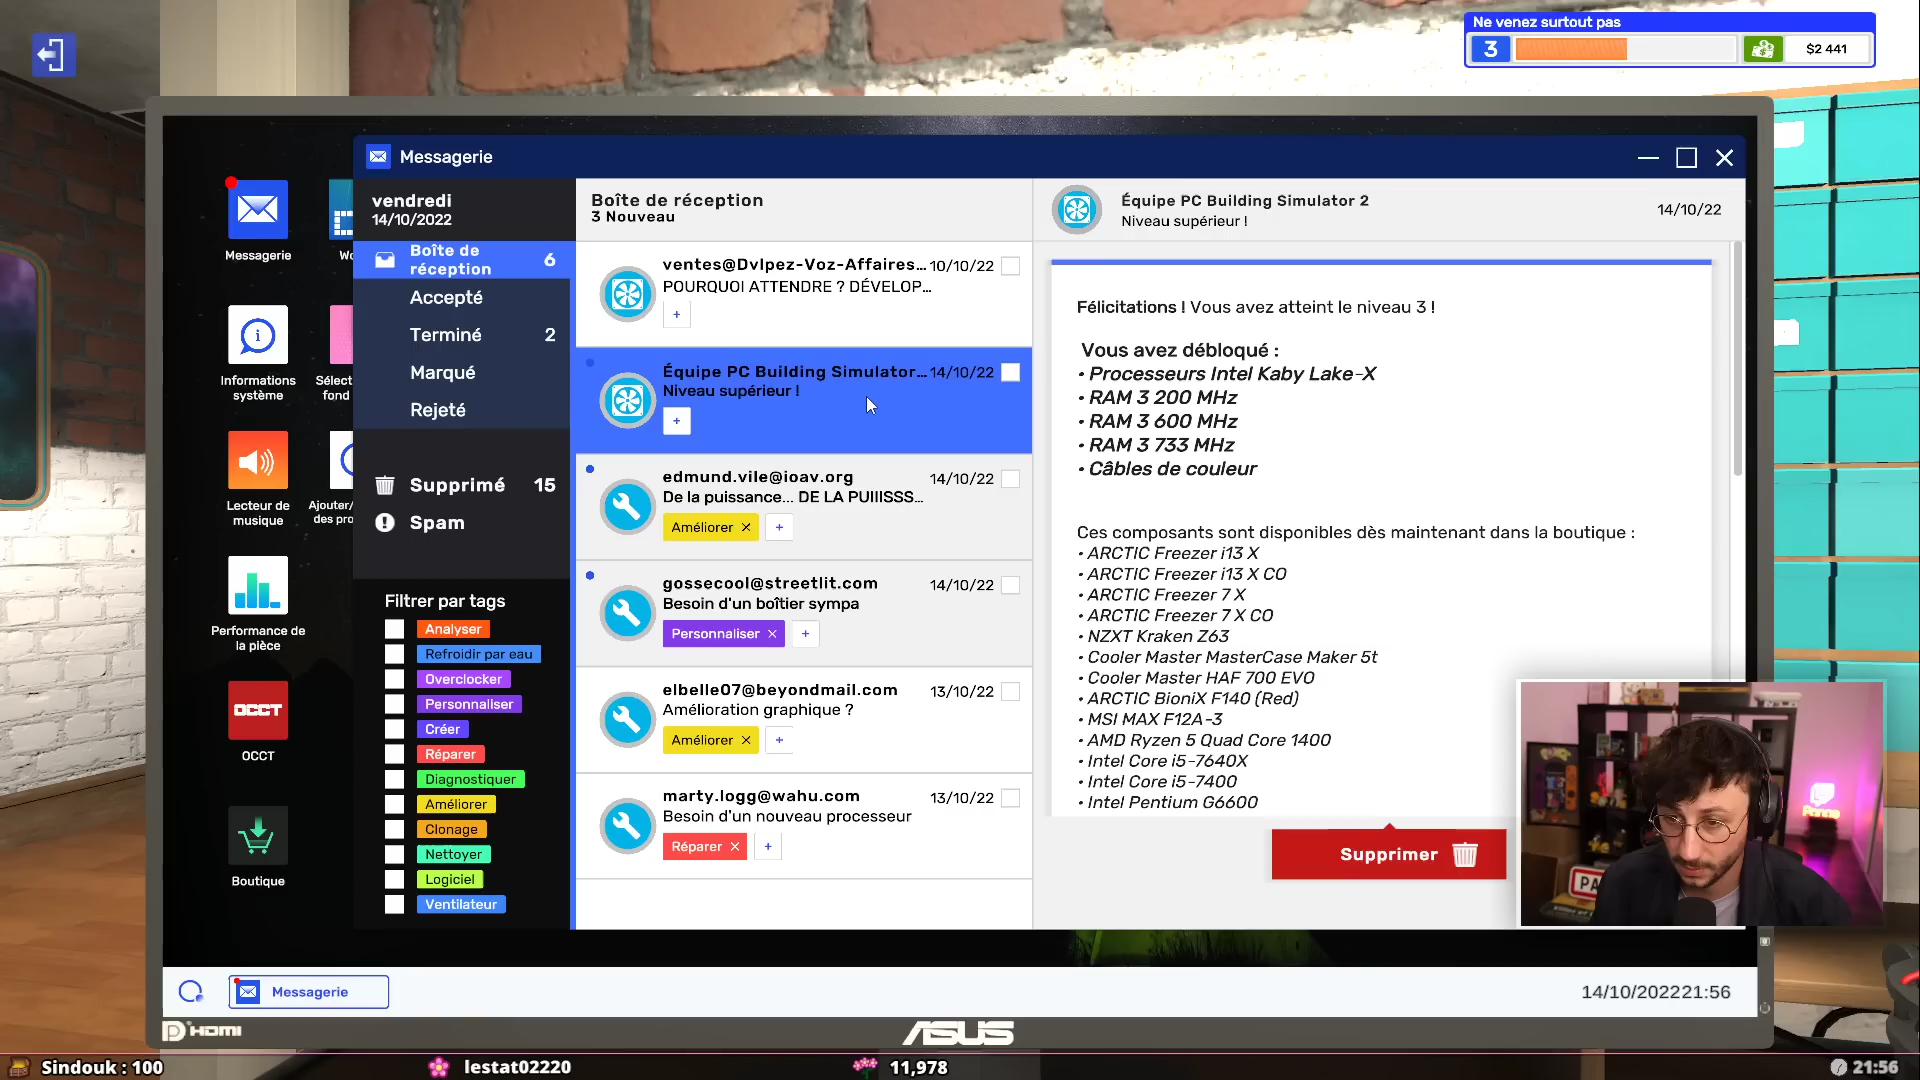 Ne venez surtout pas
3
$2 441
Messagerie
vendredi
14/10/2022
Boîte de réception
3 Nouveau
Équipe PC Building Simulator 2
Niveau supérieur !
14/10/22
Messagerie
Informations
système
Sélect
fond
Lecteur de
musique
Ajouter/
des pro
Performance de
la pièce
OCCT
OCCT
Boutique
Boîte de
réception
6
Accepté
Terminé
2
Marqué
Rejeté
Supprimé
15
Spam
Filtrer par tags
Analyser
Refroidir par eau
Overclocker
Personnaliser
Créer
Réparer
Diagnostiquer
Améliorer
Clonage
Nettoyer
Logiciel
Ventilateur
ventes@Dvlpez-Voz-Affaires...
10/10/22
POURQUOI ATTENDRE ? DÉVELOP...
+
Équipe PC Building Simulator...
14/10/22
Niveau supérieur !
+
edmund.vile@ioav.org
14/10/22
De la puissance... DE LA PUIIISSS...
Améliorer ×
+
gossecool@streetlit.com
14/10/22
Besoin d'un boîtier sympa
Personnaliser ×
+
elbelle07@beyondmail.com
13/10/22
Amélioration graphique ?
Améliorer ×
+
marty.logg@wahu.com
13/10/22
Besoin d'un nouveau processeur
Réparer ×
+
Félicitations ! Vous avez atteint le niveau 3 !
Vous avez débloqué :
• Processeurs Intel Kaby Lake-X
• RAM 3 200 MHz
• RAM 3 600 MHz
• RAM 3 733 MHz
• Câbles de couleur
Ces composants sont disponibles dès maintenant dans la boutique :
• ARCTIC Freezer i13 X
• ARCTIC Freezer i13 X CO
• ARCTIC Freezer 7 X
• ARCTIC Freezer 7 X CO
• NZXT Kraken Z63
• Cooler Master MasterCase Maker 5t
• Cooler Master HAF 700 EVO
• ARCTIC BioniX F140 (Red)
• MSI MAX F12A-3
• AMD Ryzen 5 Quad Core 1400
• Intel Core i5-7640X
• Intel Core i5-7400
• Intel Pentium G6600
Supprimer
Messagerie
14/10/202221:56
HDMI
ASUS
Sindouk : 100
lestat02220
11,978
21:56